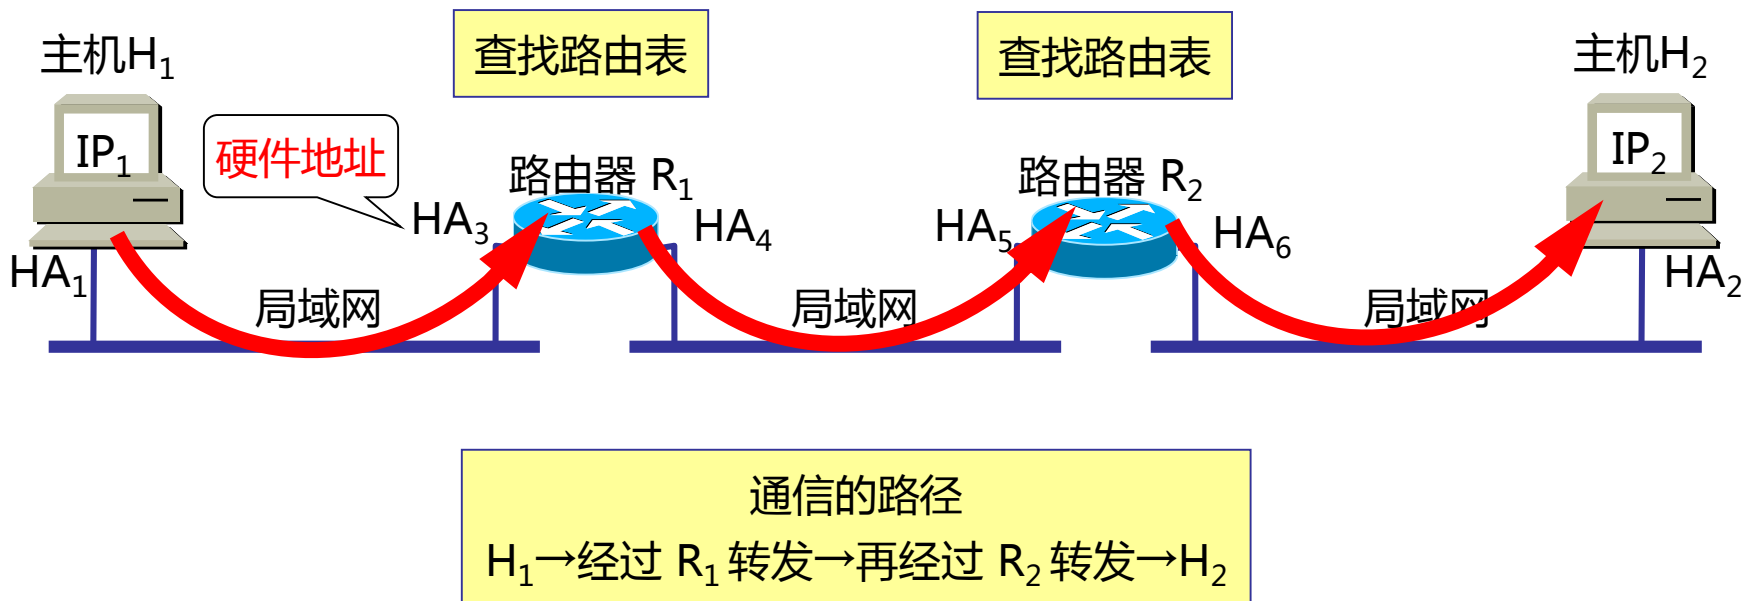 查找路由表
查找路由表
主机H₁
主机H₂
IP₁
硬件地址
IP₂
路由器 R₁
路由器 R₂
HA₃
HA₄
HA₅
HA₆
HA₁
HA₂
局域网
局域网
局域网
通信的路径
H₁→经过 R₁ 转发→再经过 R₂ 转发→H₂